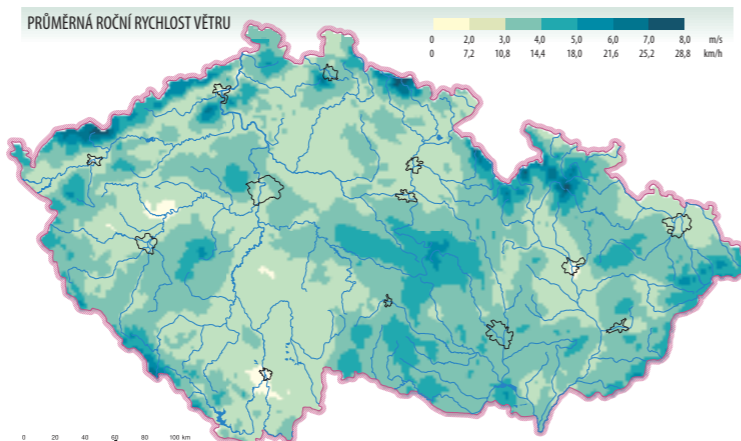 PRŮMĚRNÁ ROČNÍ RYCHLOST VĚTRU
0 2,0 3,0 4,0 5,0 6,0 7,0 8,0 m/s
0 7,2 10,8 14,4 18,0 21,6 25,2 28,8 km/h
0 20 40 60 80 100 km